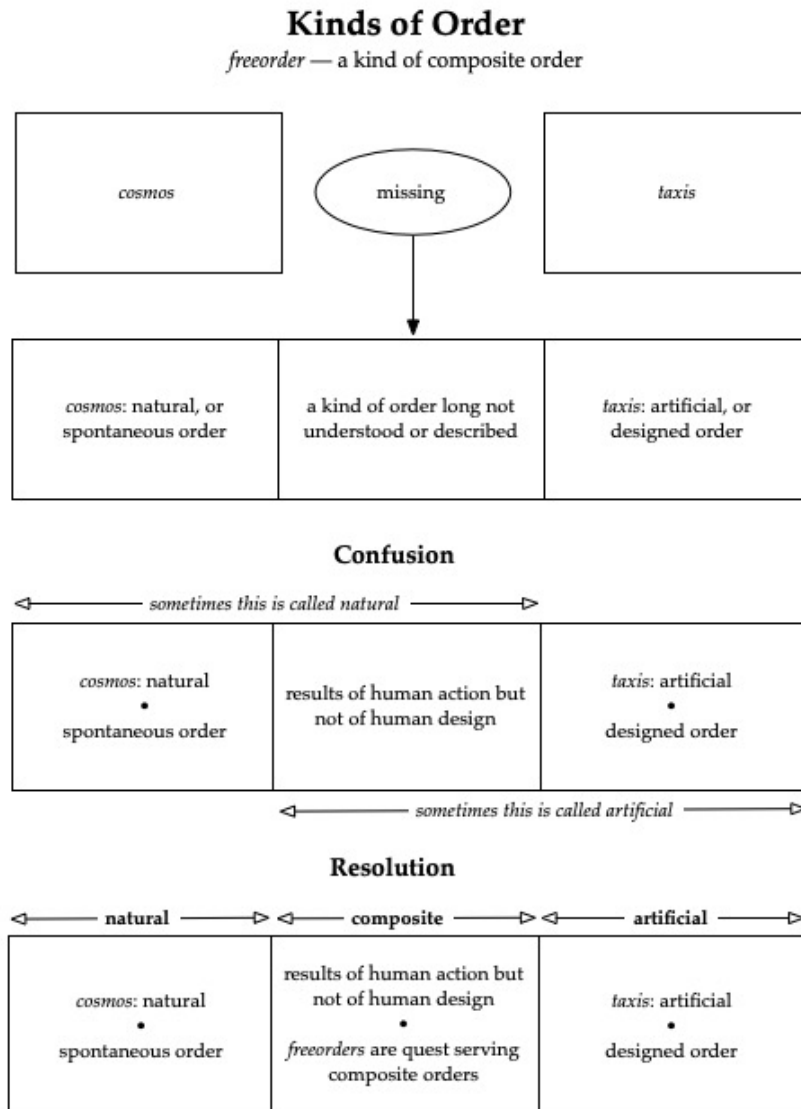 Kinds of Order
freeorder — a kind of composite order
cosmos
missing
taxis
cosmos: natural, or
spontaneous order
a kind of order long not
understood or described
taxis: artificial, or
designed order
Confusion
sometimes this is called natural
cosmos: natural
•
spontaneous order
results of human action but
not of human design
taxis: artificial
•
designed order
sometimes this is called artificial
Resolution
natural
composite
artificial
cosmos: natural
•
spontaneous order
results of human action but
not of human design
•
freeorders are quest serving
composite orders
taxis: artificial
•
designed order